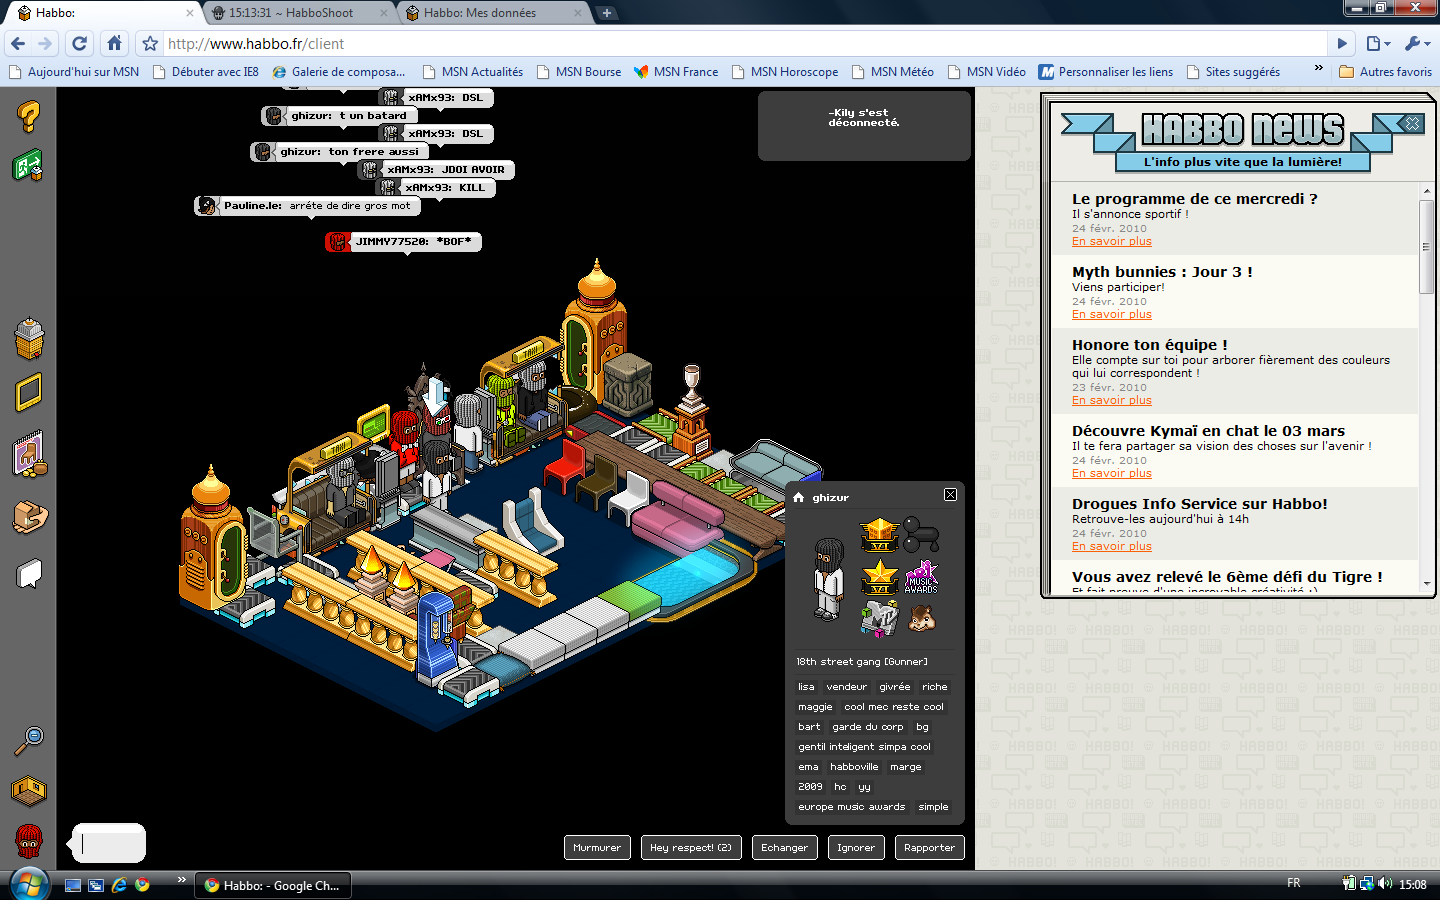 Habbo:
15:13:31 ~ HabboShoot
Habbo: Mes données
http://www.habbo.fr/client
Aujourd'hui sur MSN
Débuter avec IE8
Galerie de composa...
MSN Actualités
MSN Bourse
MSN France
MSN Horoscope
MSN Météo
MSN Vidéo
Personnaliser les liens
Sites suggérés
»
Autres favoris
xAMx93: DSL
ghizur: t un batard
xAMx93: DSL
ghizur: ton frere aussi
xAMx93: JDOI AVOIR
xAMx93: KILL
Pauline.le: arréte de dire gros mot
JIMMY77520: *BOF*
-Kily s'est
déconnecté.
TAXI
TAXI
ghizur
MUSIC
AWARDS
18th street gang [Gunner]
lisa vendeur givrée riche
maggie cool mec reste cool
bart garde du corp bg
gentil inteligent simpa cool
ema habboville marge
2009 hc yy
europe music awards simple
Murmurer
Hey respect! (2)
Echanger
Ignorer
Rapporter
HABBO NEWS
L'info plus vite que la lumière!
Le programme de ce mercredi ?
Il s'annonce sportif !
24 févr. 2010
En savoir plus
Myth bunnies : Jour 3 !
Viens participer!
24 févr. 2010
En savoir plus
Honore ton équipe !
Elle compte sur toi pour arborer fièrement des couleurs
qui lui correspondent !
23 févr. 2010
En savoir plus
Découvre Kymaï en chat le 03 mars
Il te fera partager sa vision des choses sur l'avenir !
24 févr. 2010
En savoir plus
Drogues Info Service sur Habbo!
Retrouve-les aujourd'hui à 14h
24 févr. 2010
En savoir plus
Vous avez relevé le 6ème défi du Tigre !
Et fait preuve d'une incroyable créativité :)
»
Habbo: - Google Ch...
FR
15:08